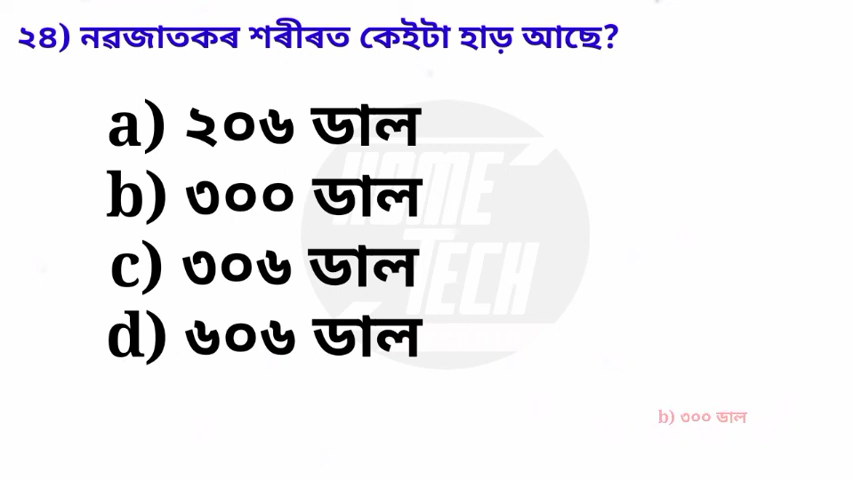 ২৪) নৱজাতকৰ শৰীৰত কেইটা হাড় আছে?
a) ২০৬ ডাল
b) ৩০০ ডাল
c) ৩০৬ ডাল
d) ৬০৬ ডাল
HOME
TECH
b) ৩০০ ডাল